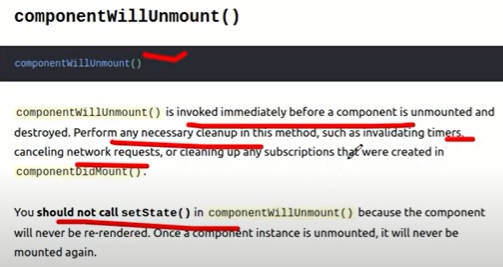 componentWillUnmount()
componentWillUnmount()
componentWillUnmount() is invoked immediately before a component is unmounted and
destroyed. Perform any necessary cleanup in this method, such as invalidating timers,
canceling network requests, or cleaning up any subscriptions that were created in
componentDidMount().
You should not call setState() in componentWillUnmount() because the component
will never be re-rendered. Once a component instance is unmounted, it will never be
mounted again.